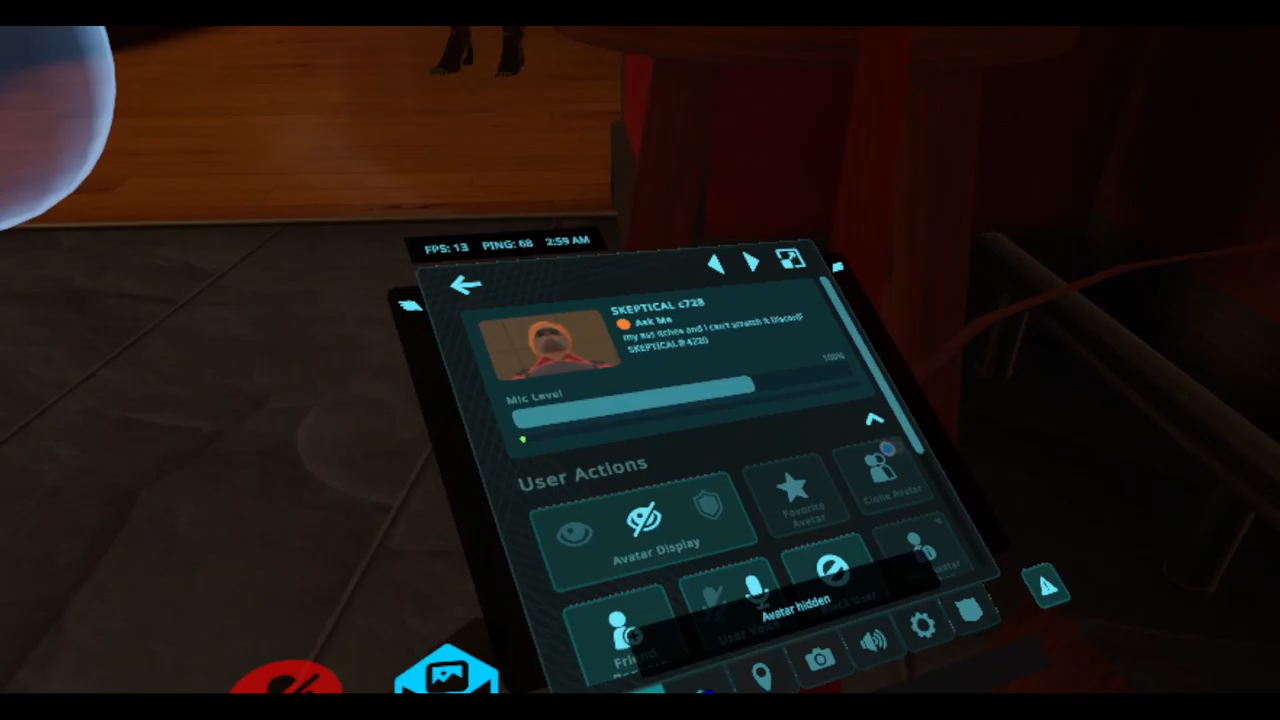 FPS: 13 PING: 68 2:59 AM
SKEPTICAL c728
Ask Me
my ass itches and I can't scratch it Discord
SKEPTICAL#4220
100%
Mic Level
User Actions
Avatar Display
Favorite
Avatar
Clone Avatar
Avatar hidden